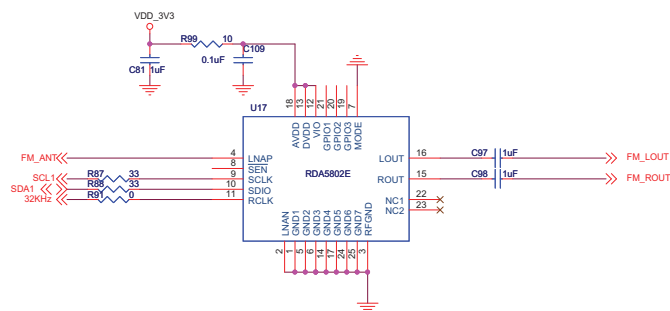 VDD_3V3
R99 10
C109
0.1uF
C81 1uF
U17
18 13 12 21 20 19 7
AVDD DVDD VIO GPIO1 GPIO2 GPIO3 MODE
FM_ANT 4 LNAP LOUT 16 C97 1uF FM_LOUT
8 SEN
SCL1 R87 33 9 SCLK RDA5802E ROUT 15 C98 1uF FM_ROUT
SDA1 R88 33 10 SDIO
32KHz R91 0 11 RCLK NC1 22
NC2 23
LNAN GND1 GND2 GND3 GND4 GND5 GND6 GND7 RFGND
2 1 5 6 14 17 24 25 3